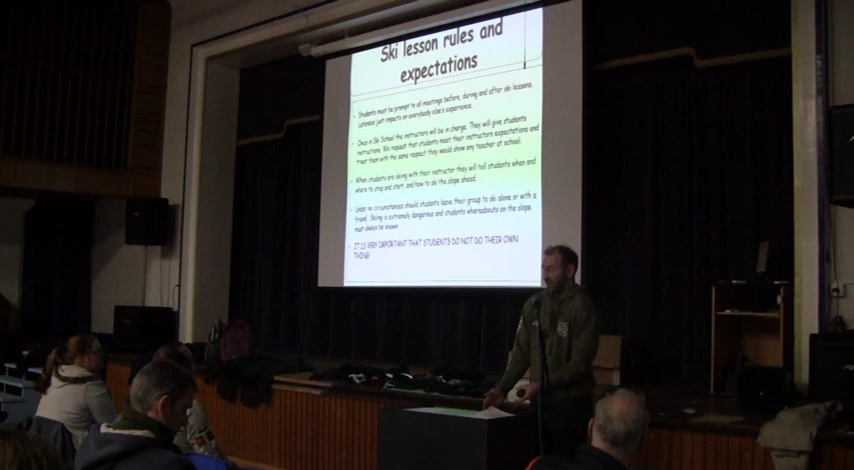 Ski lesson rules and
expectations
Students must be prompt to all meetings before, during and after ski lessons.
Lateness just impacts on everybody else's experience.
Once in Ski School the instructors will be in charge. They will give students
instructions. We request that students meet their instructors expectations and
treat them with the same respect they would show any teacher at school.
When students are skiing with their instructor they will tell students when and
where to stop and start, and how to ski the slope ahead.
Under no circumstances should students leave their group to ski alone or with a
friend. Skiing is extremely dangerous and students whereabouts on the slope
must always be known.
IT IS VERY IMPORTANT THAT STUDENTS DO NOT DO THEIR OWN
THING!